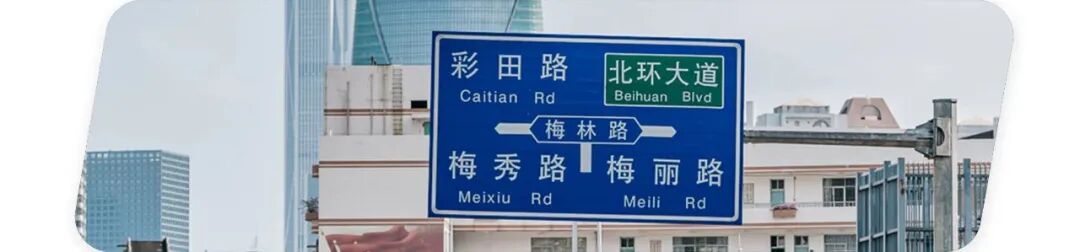 彩田路
Caitian Rd
北环大道
Beihuan Blvd
梅林路
梅秀路
Meixiu Rd
梅丽路
Meili Rd